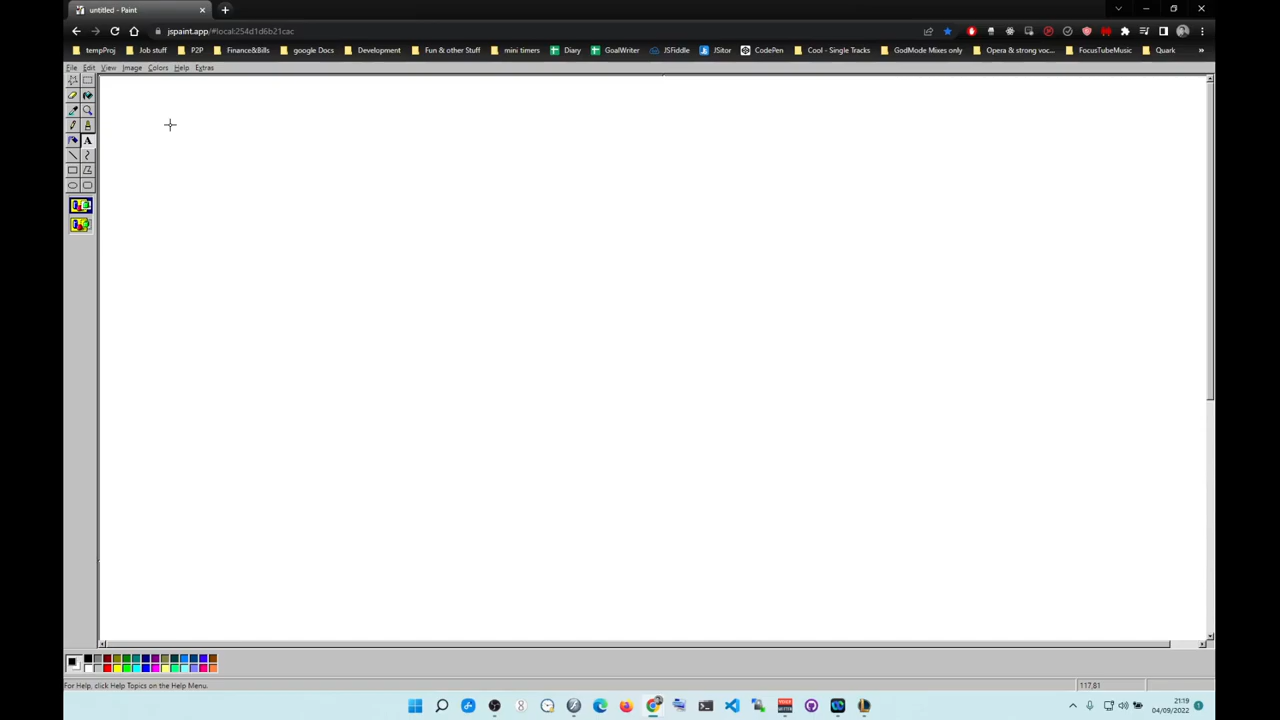 untitled - Paint
jspaint.app/#local:254d1d6b21cac
tempProj Job stuff P2P Finance&Bills google Docs Development Fun & other Stuff mini timers Diary GoalWriter JSFiddle JSitor CodePen Cool - Single Tracks GodMode Mixes only Opera & strong voc... FocusTubeMusic Quark
File Edit View Image Colors Help Extras
A
For Help, click Help Topics on the Help Menu.
117,81
21:19
04/09/2022